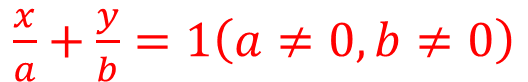 x/a + y/b = 1(a ≠ 0, b ≠ 0)